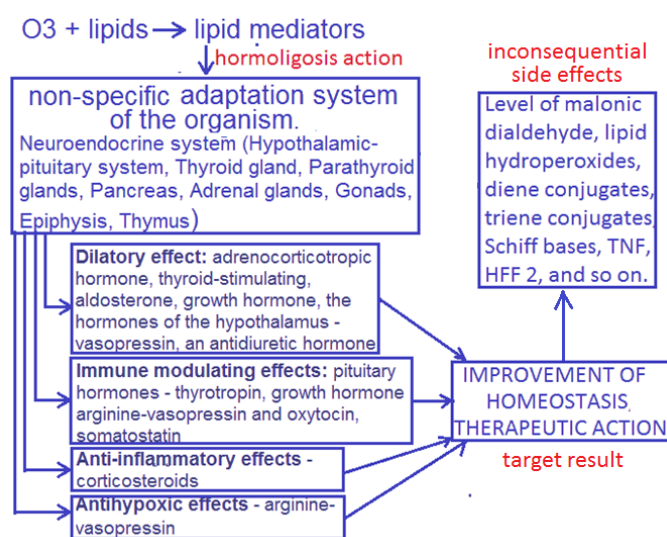 O3 + lipids → lipid mediators
hormoligosis action
non-specific adaptation system
of the organism.
Neuroendocrine system (Hypothalamic-
pituitary system, Thyroid gland, Parathyroid
glands, Pancreas, Adrenal glands, Gonads,
Epiphysis, Thymus)
Dilatory effect: adrenocorticotropic
hormone, thyroid-stimulating,
aldosterone, growth hormone, the
hormones of the hypothalamus -
vasopressin, an antidiuretic hormone
Immune modulating effects: pituitary
hormones - thyrotropin, growth hormone
arginine-vasopressin and oxytocin,
somatostatin
Anti-inflammatory effects -
corticosteroids
Antihypoxic effects - arginine-
vasopressin
inconsequential
side effects
Level of malonic
dialdehyde, lipid
hydroperoxides,
diene conjugates,
triene conjugates,
Schiff bases, TNF,
HFF 2, and so on.
IMPROVEMENT OF
HOMEOSTASIS,
THERAPEUTIC ACTION
target result